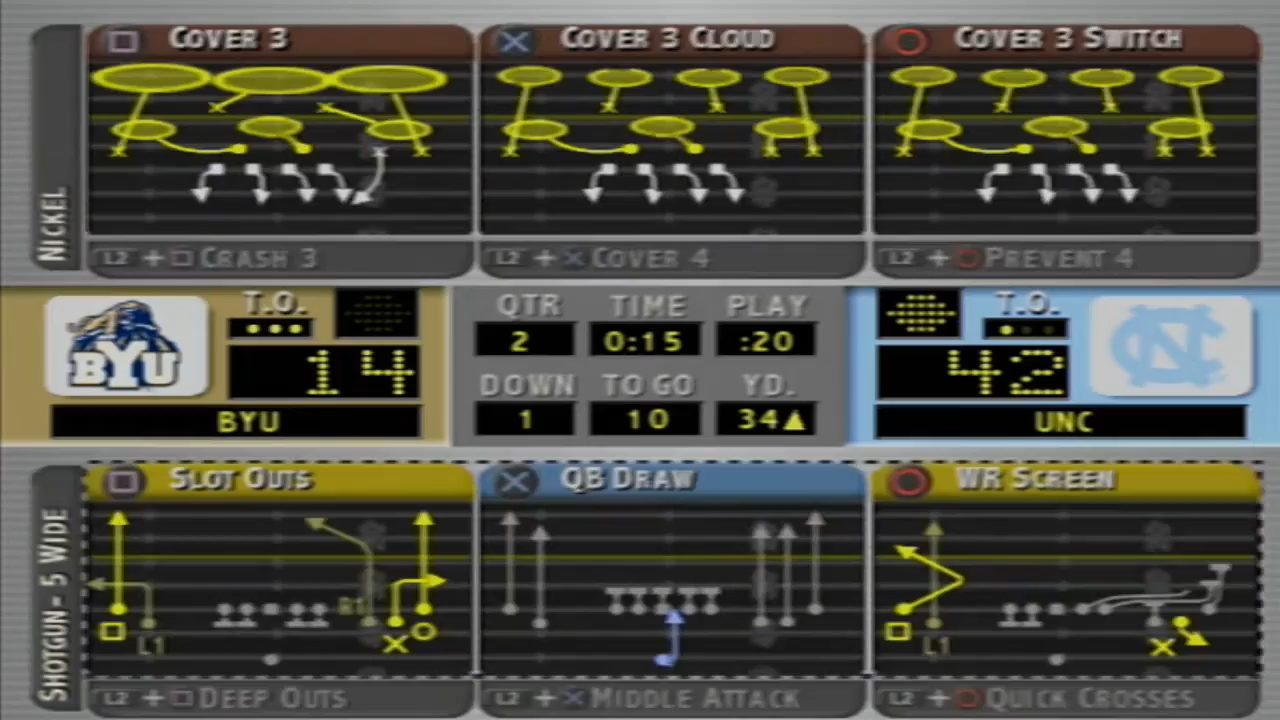 COVER 3
COVER 3 CLOUD
COVER 3 SWITCH
NICKEL
L2 + CRASH 3
L2 + COVER 4
L2 + PREVENT 4
BYU
T.O.
14
BYU
QTR TIME PLAY
2 0:15 :20
DOWN TO GO YD.
1 10 34
T.O.
42
NC
UNC
SLOT OUTS
QB DRAW
WR SCREEN
SHOTGUN- 5 WIDE
R1
L1
L1
L2 + DEEP OUTS
L2 + MIDDLE ATTACK
L2 + QUICK CROSSES